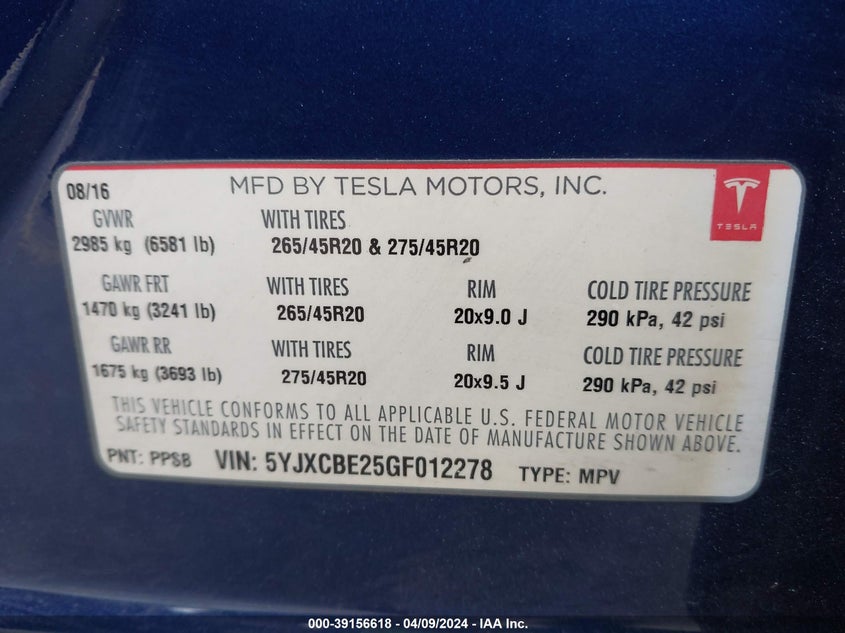 08/16 MFD BY TESLA MOTORS, INC.
TESLA
GVWR WITH TIRES
2985 kg (6581 lb) 265/45R20 & 275/45R20
GAWR FRT WITH TIRES RIM COLD TIRE PRESSURE
1470 kg (3241 lb) 265/45R20 20x9.0 J 290 kPa, 42 psi
GAWR RR WITH TIRES RIM COLD TIRE PRESSURE
1675 kg (3693 lb) 275/45R20 20x9.5 J 290 kPa, 42 psi
THIS VEHICLE CONFORMS TO ALL APPLICABLE U.S. FEDERAL MOTOR VEHICLE
SAFETY STANDARDS IN EFFECT ON THE DATE OF MANUFACTURE SHOWN ABOVE.
PNT: PPSB VIN: 5YJXCBE25GF012278 TYPE: MPV
000-39156618 - 04/09/2024 - IAA Inc.